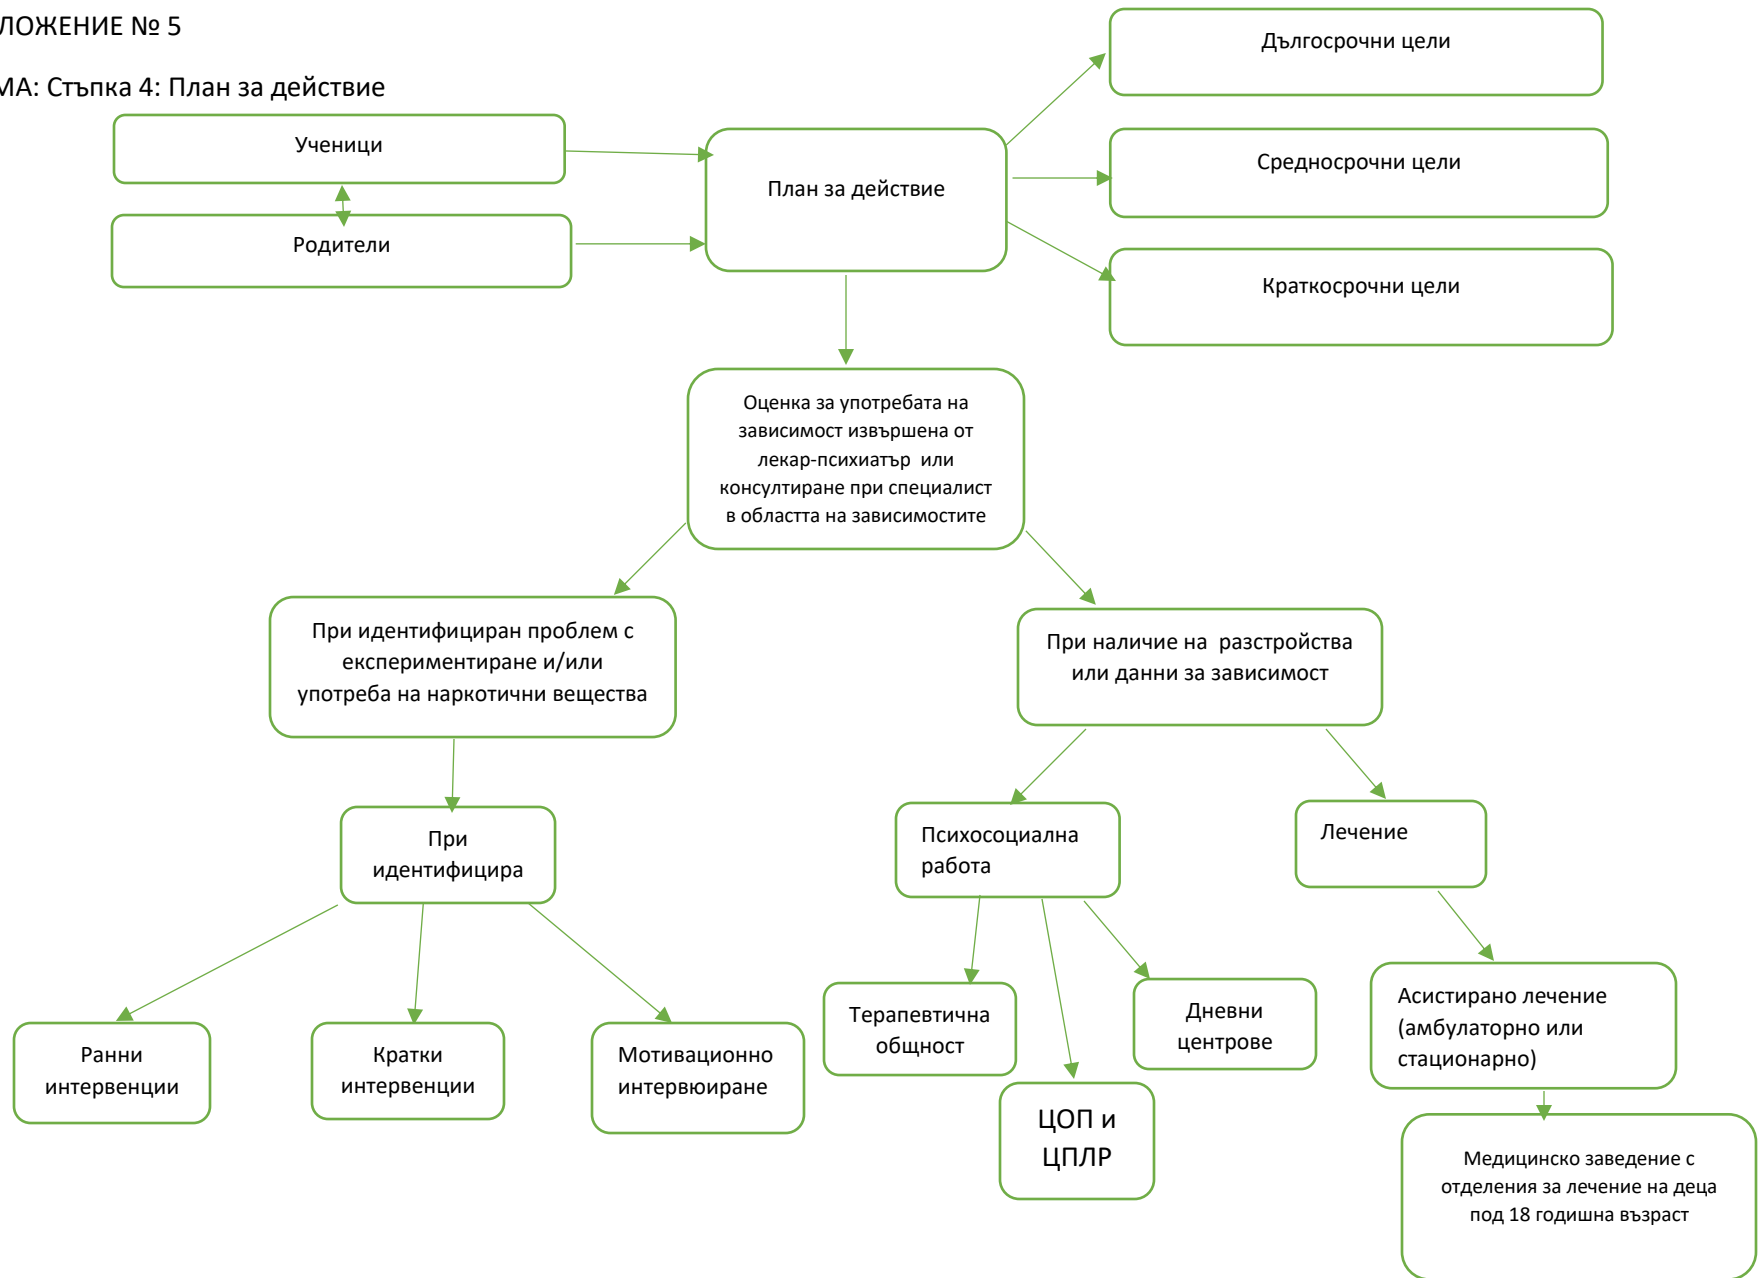 ЛОЖЕНИЕ № 5
МА: Стъпка 4: План за действие
Ученици
Родители
План за действие
Дългосрочни цели
Средносрочни цели
Краткосрочни цели
Оценка за употребата на
зависимост извършена от
лекар-психиатър или
консултиране при специалист
в областта на зависимостите
При идентифициран проблем с
експериментиране и/или
употреба на наркотични вещества
При наличие на разстройства
или данни за зависимост
При
идентифицира
Психосоциална
работа
Лечение
Ранни
интервенции
Кратки
интервенции
Мотивационно
интервюиране
Терапевтична
общност
ЦОП и
ЦПЛР
Дневни
центрове
Асистирано лечение
(амбулаторно или
стационарно)
Медицинско заведение с
отделения за лечение на деца
под 18 годишна възраст